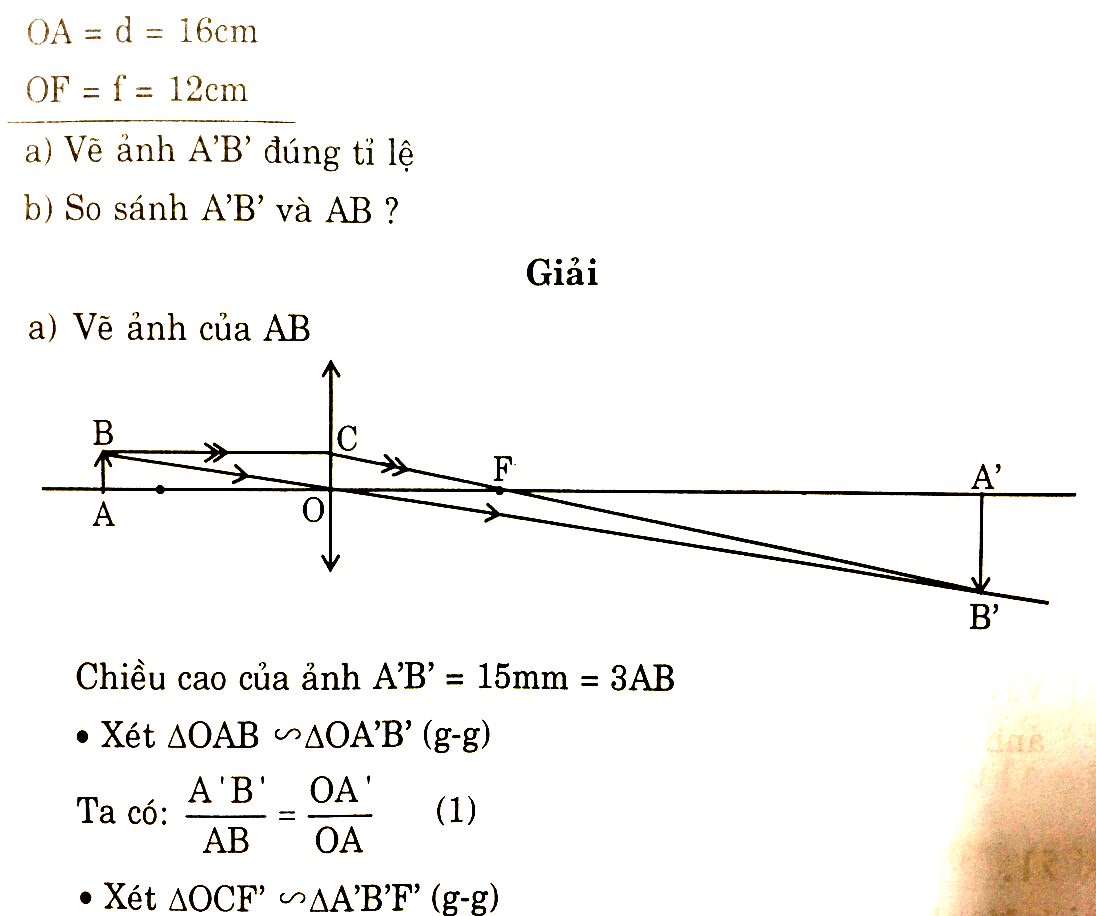 OA = d = 16cm
OF = f = 12cm
a) Vẽ ảnh A'B' đúng tỉ lệ
b) So sánh A'B' và AB ?
Giải
a) Vẽ ảnh của AB
B
C
F
A'
A
O
B'
Chiều cao của ảnh A'B' = 15mm = 3AB
• Xét ΔOAB ∽ ΔOA'B' (g-g)
Ta có: A'B'/AB = OA'/OA (1)
• Xét ΔOCF' ∽ ΔA'B'F' (g-g)